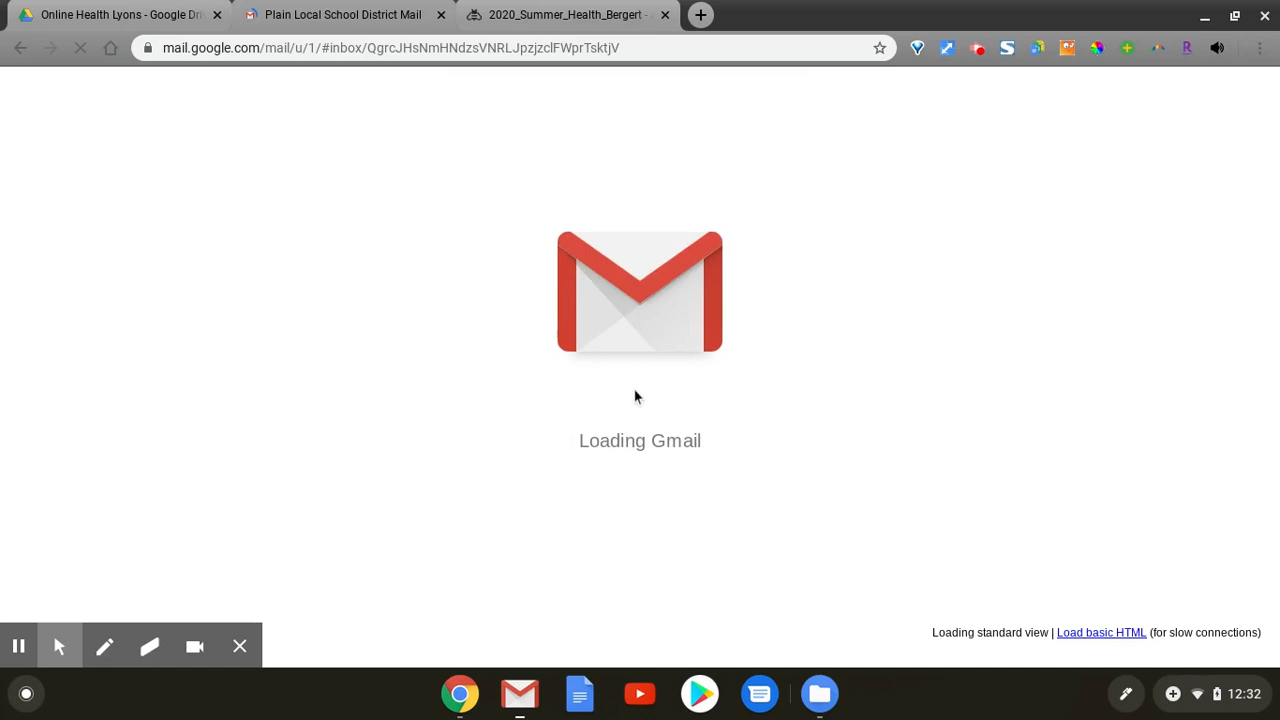 Online Health Lyons - Google Dri
Plain Local School District Mail
2020_Summer_Health_Bergert -
mail.google.com/mail/u/1/#inbox/QgrcJHsNmHNdzsVNRLJpzjzclFWprTsktjV
Loading Gmail
Loading standard view | Load basic HTML (for slow connections)
12:32